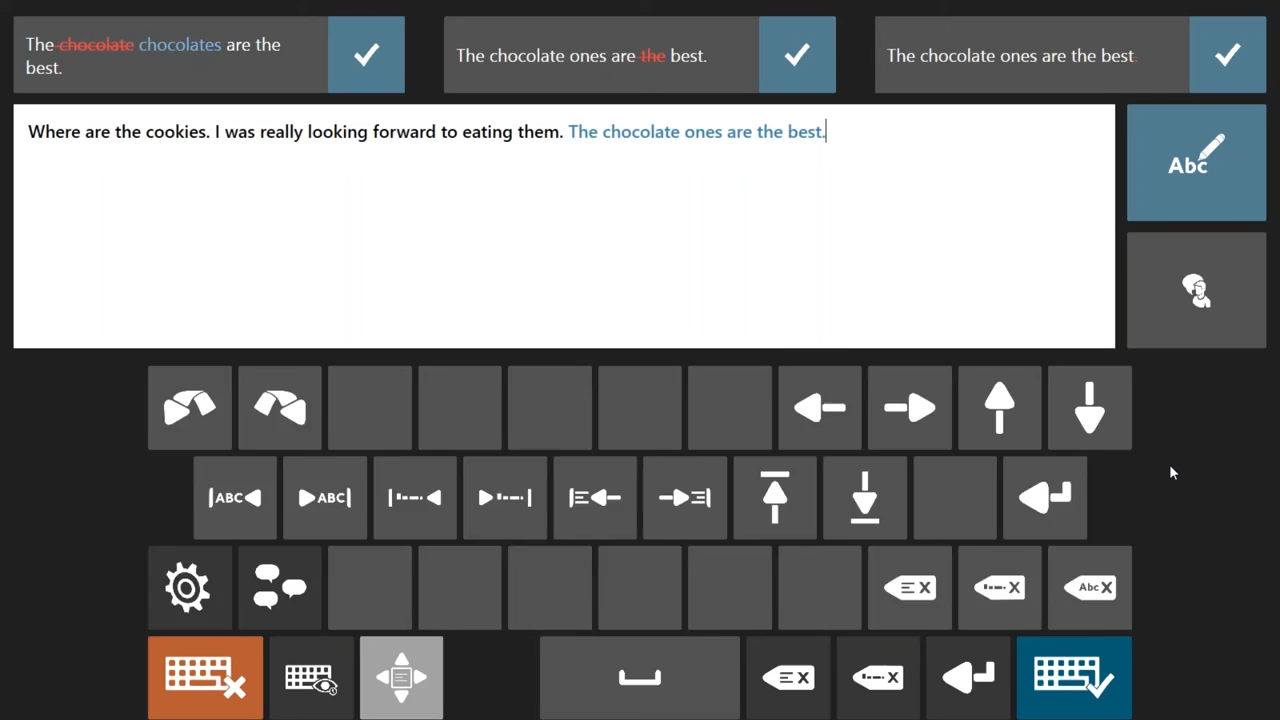 The chocolate chocolates are the
best.
The chocolate ones are the best.
The chocolate ones are the best.
Where are the cookies. I was really looking forward to eating them. The chocolate ones are the best.
Abc
ABC
ABC
X
X
Abc X
X
X